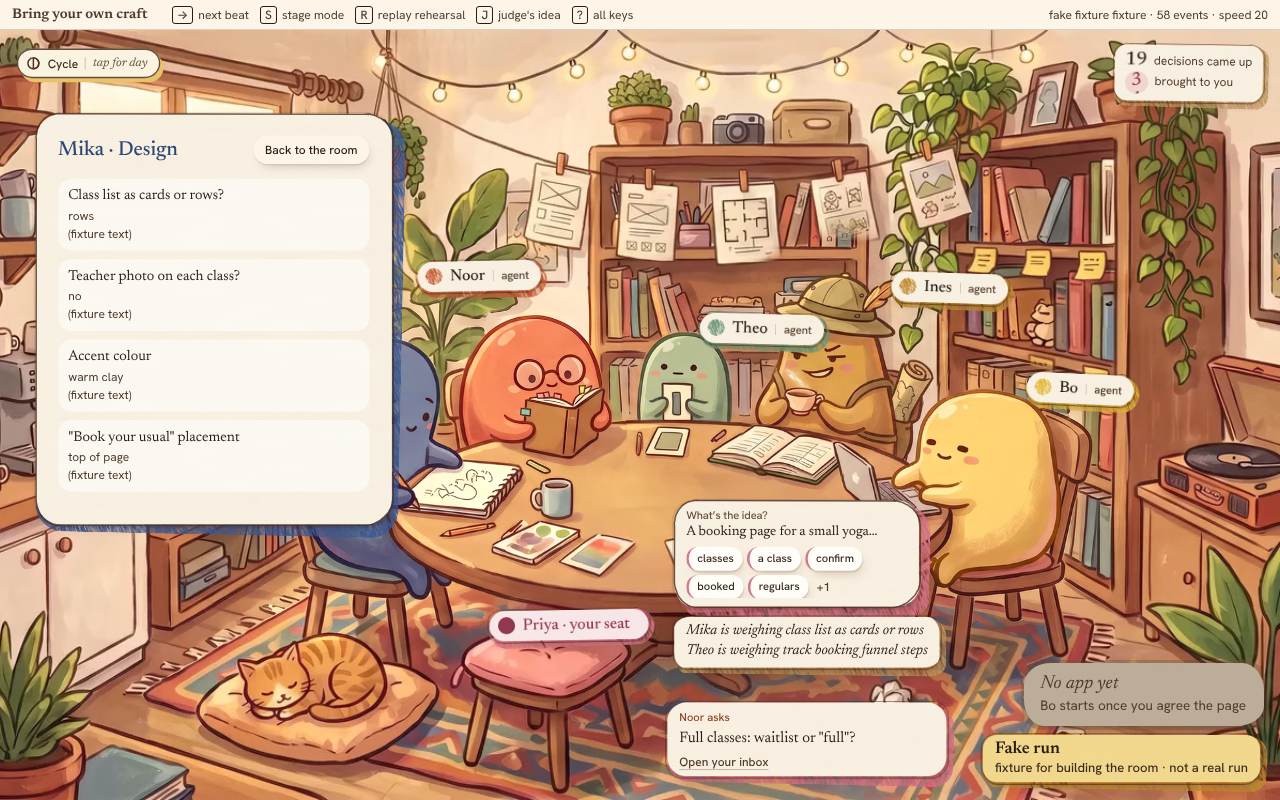 Bring your own craft
→ next beat S stage mode R replay rehearsal J judge's idea ? all keys
fake fixture fixture · 58 events · speed 20
Cycle tap for day
19 decisions came up
3 brought to you
Mika · Design
Back to the room
Class list as cards or rows?
rows
(fixture text)
Teacher photo on each class?
no
(fixture text)
Accent colour
warm clay
(fixture text)
"Book your usual" placement
top of page
(fixture text)
Noor agent
Theo agent
Ines agent
Bo agent
What's the idea?
A booking page for a small yoga...
classes a class confirm
booked regulars +1
Priya · your seat
Mika is weighing class list as cards or rows
Theo is weighing track booking funnel steps
No app yet
Bo starts once you agree the page
Noor asks
Full classes: waitlist or "full"?
Open your inbox
Fake run
fixture for building the room · not a real run